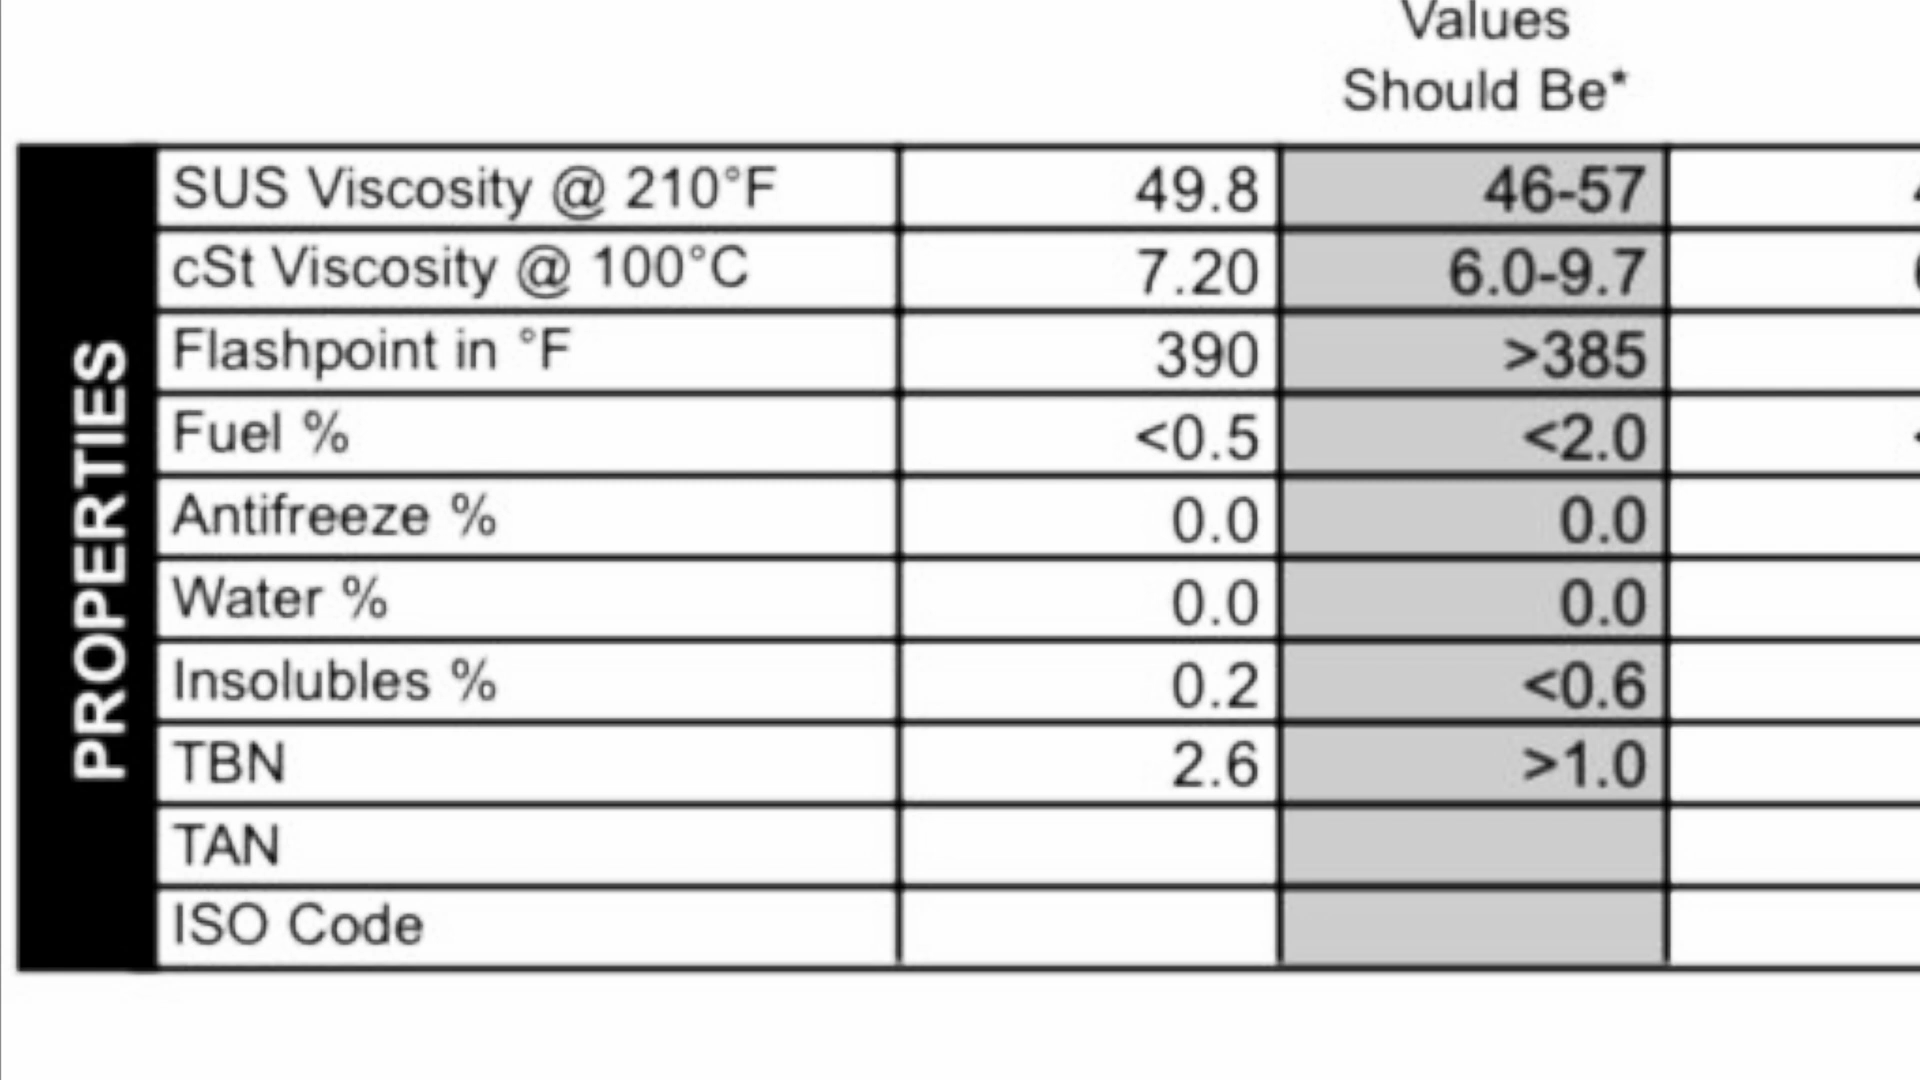 Values
Should Be*
PROPERTIES
SUS Viscosity @ 210°F 49.8 46-57
cSt Viscosity @ 100°C 7.20 6.0-9.7
Flashpoint in °F 390 >385
Fuel % <0.5 <2.0
Antifreeze % 0.0 0.0
Water % 0.0 0.0
Insolubles % 0.2 <0.6
TBN 2.6 >1.0
TAN
ISO Code